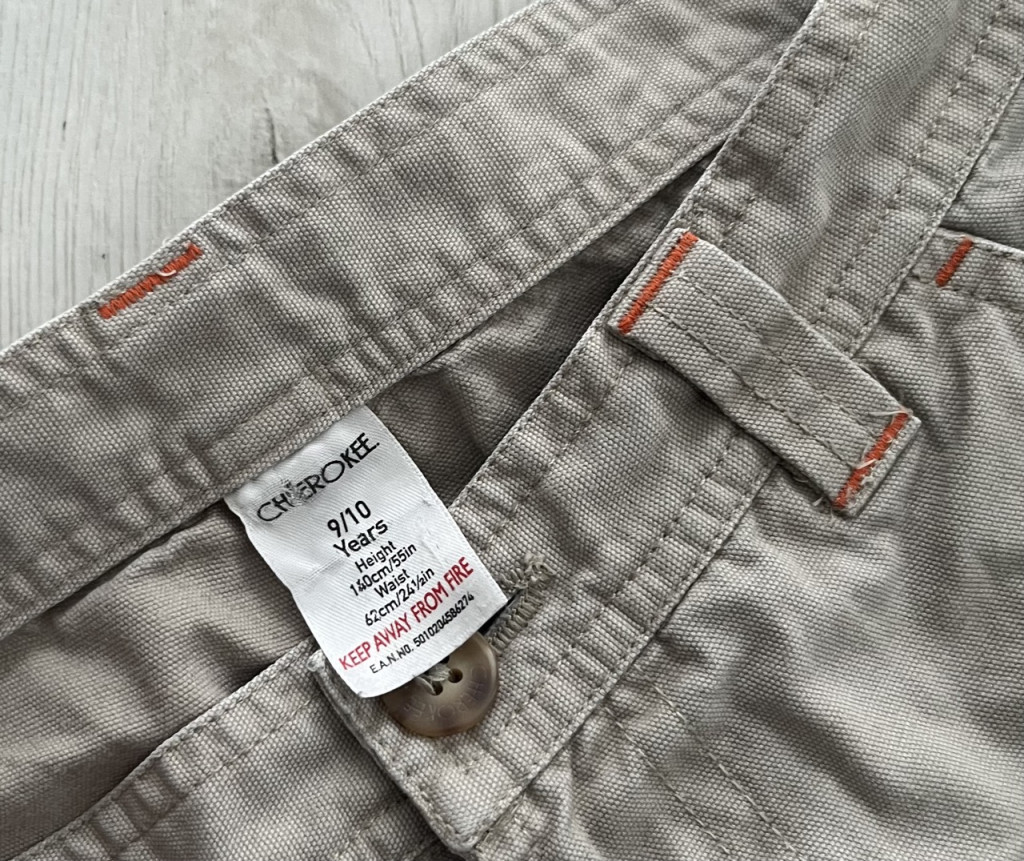 CHEROKEE
9/10
Years
Height
140cm/55in
Waist
62cm/24½in
KEEP AWAY FROM FIRE
E.A.N.NO. 5010204586274